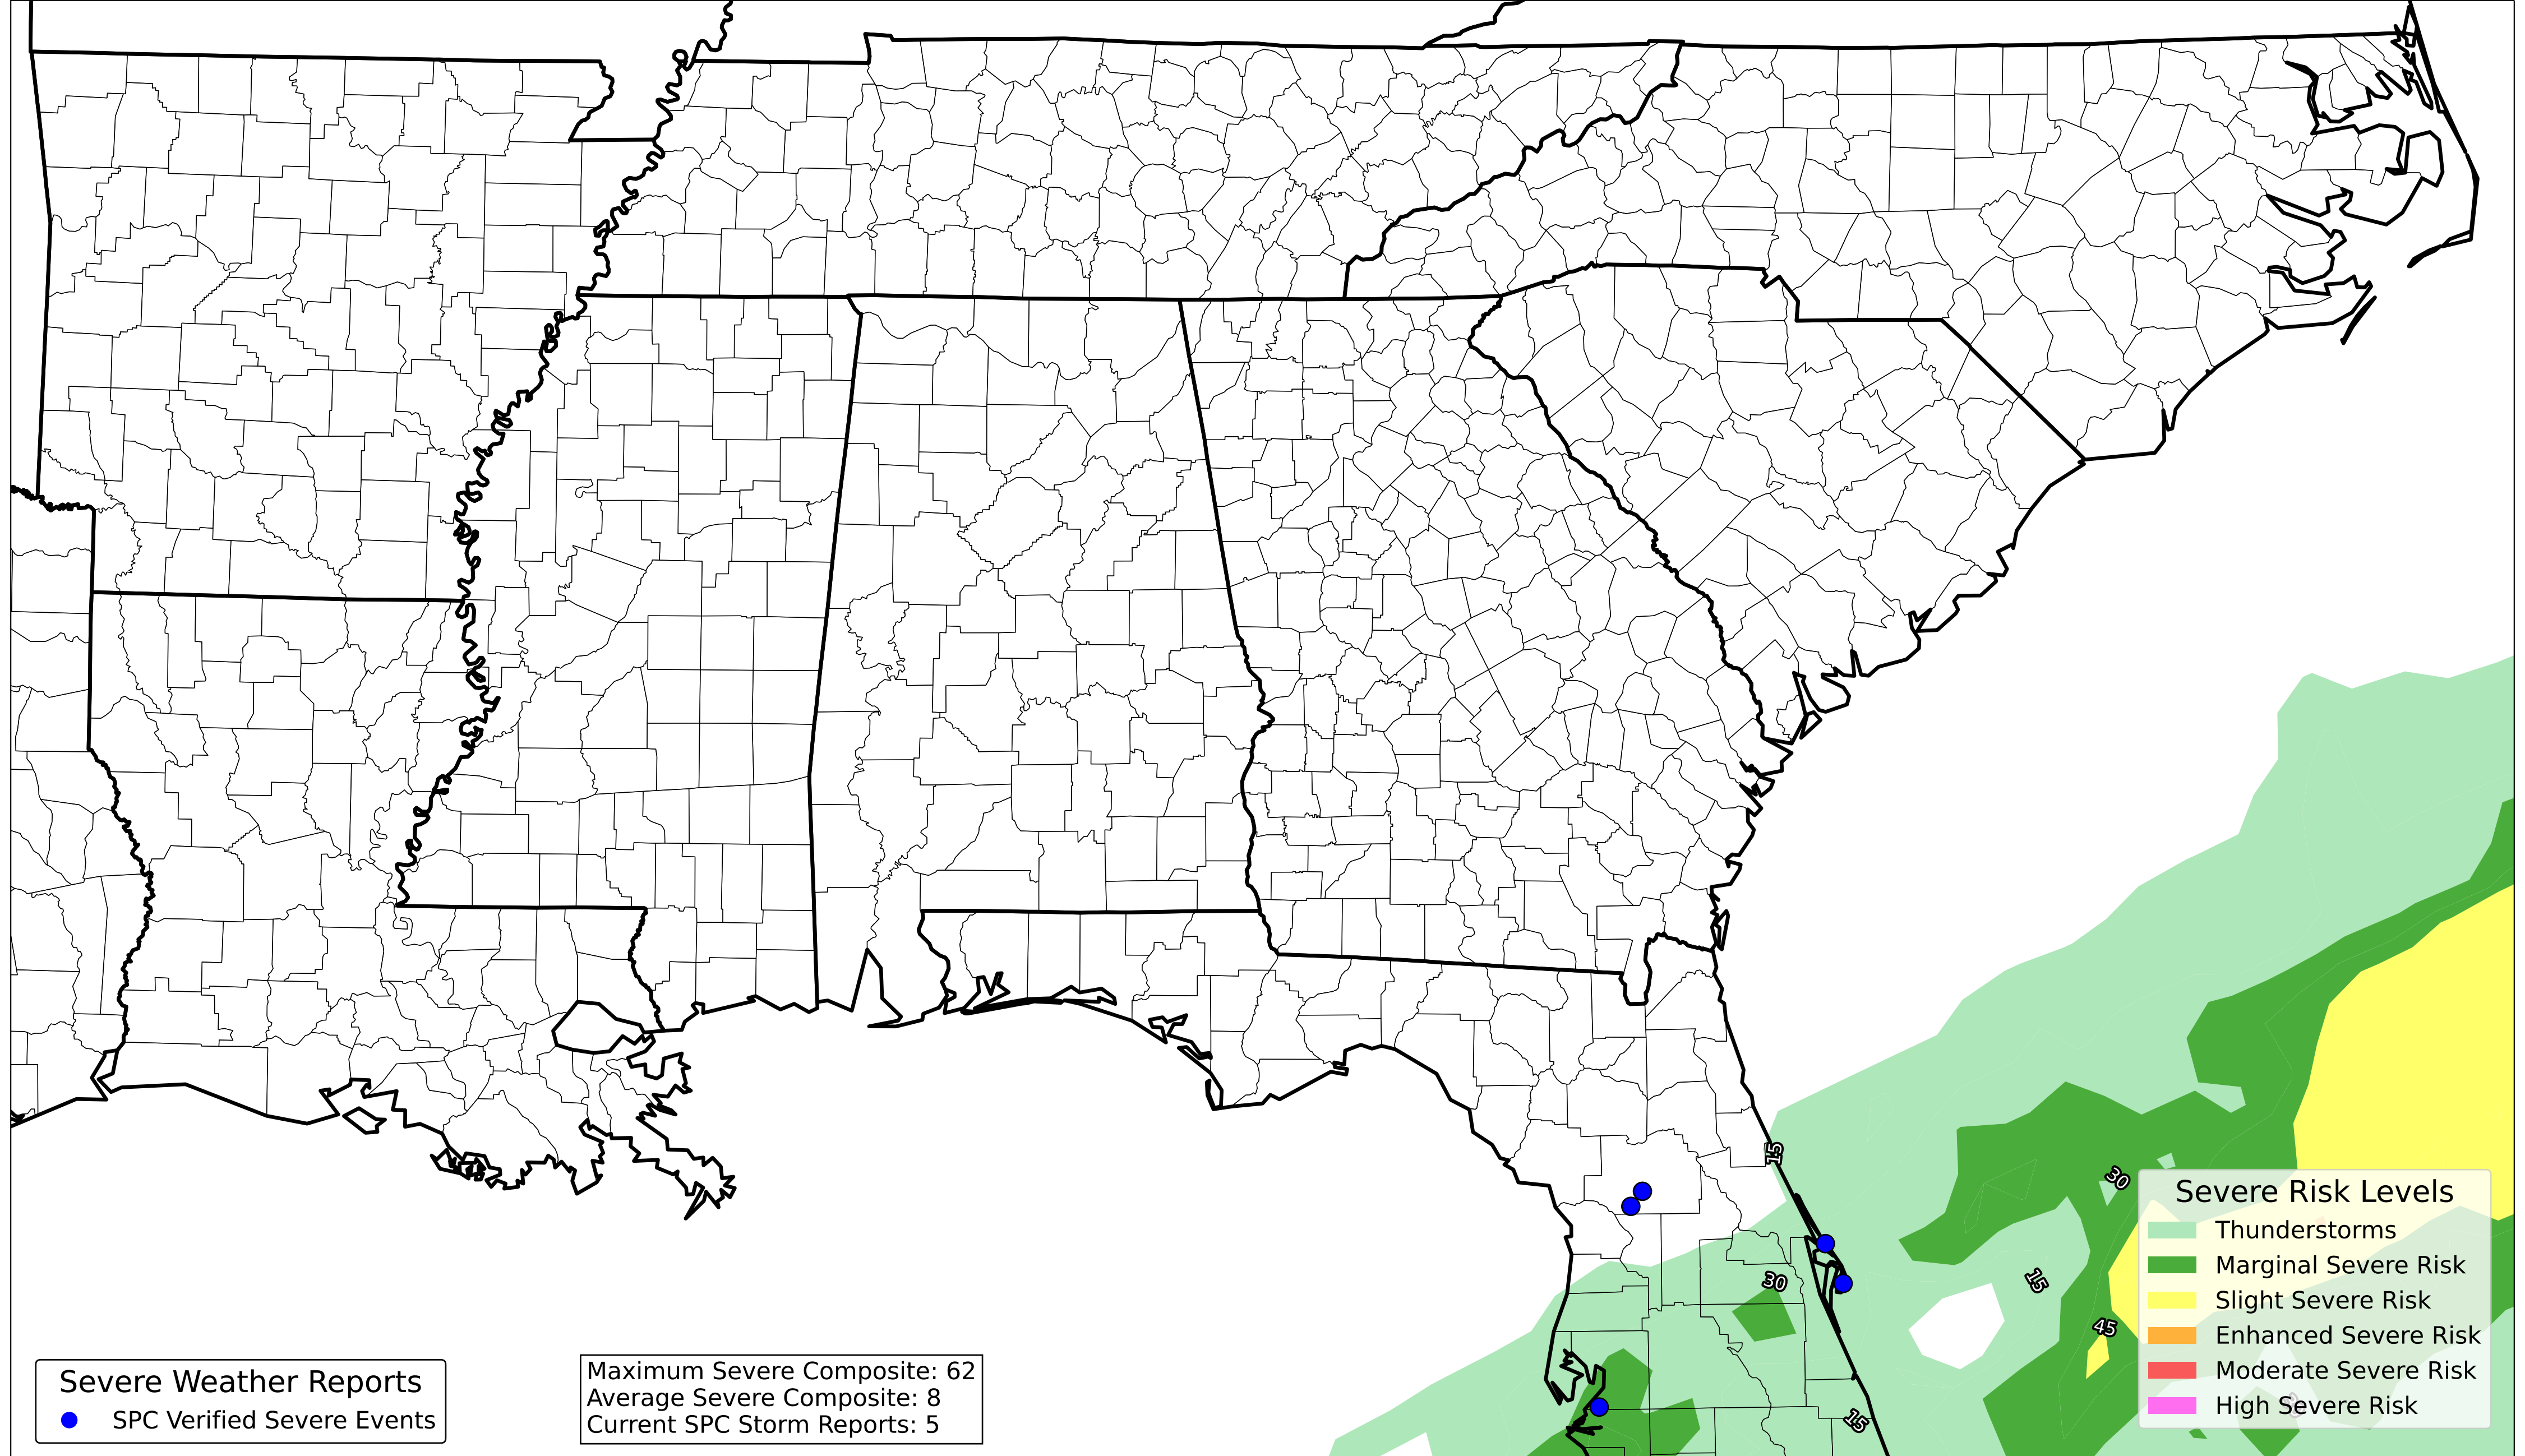 15
30
30
15
45
15
Severe Risk Levels
Thunderstorms
Marginal Severe Risk
Slight Severe Risk
Enhanced Severe Risk
Moderate Severe Risk
High Severe Risk
Severe Weather Reports
SPC Verified Severe Events
Maximum Severe Composite: 62
Average Severe Composite: 8
Current SPC Storm Reports: 5